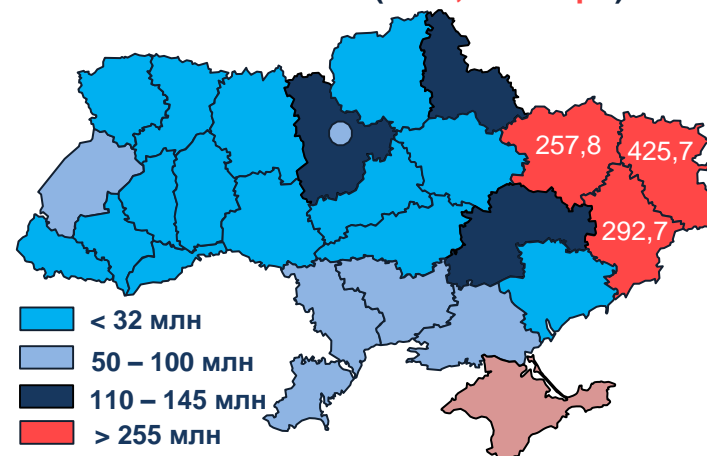 257,8
425,7
292,7
< 32 млн
50 – 100 млн
110 – 145 млн
> 255 млн